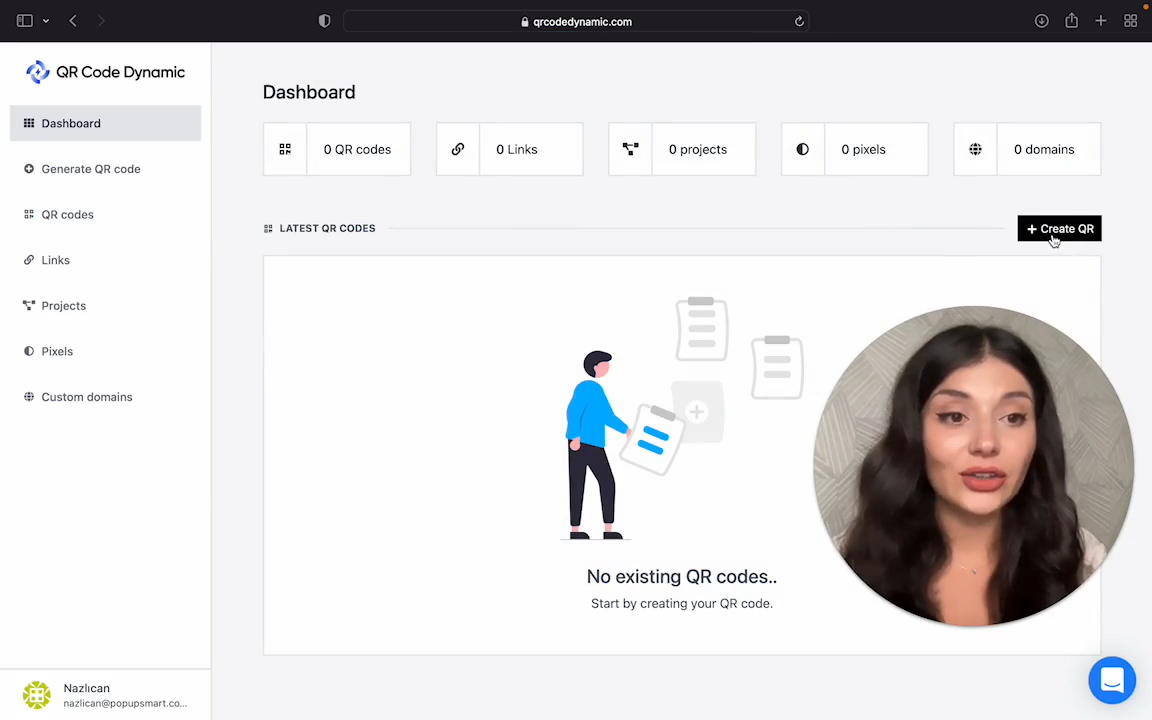 qrcodedynamic.com
QR Code Dynamic
Dashboard
Generate QR code
QR codes
Links
Projects
Pixels
Custom domains
Nazlıcan
nazlican@popupsmart.co...
Dashboard
0 QR codes
0 Links
0 projects
0 pixels
0 domains
LATEST QR CODES
+ Create QR
No existing QR codes..
Start by creating your QR code.